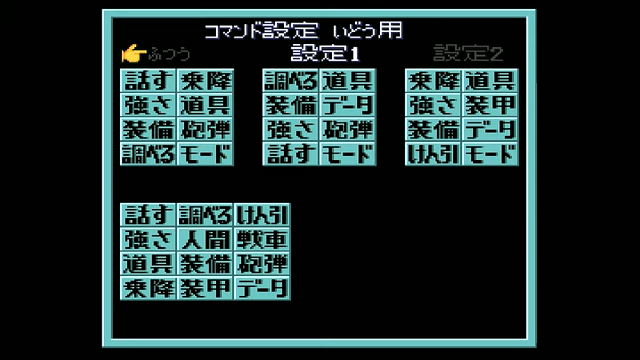 コマンド設定 いどう用
ふつう 設定1 設定2
話す 乗降 調べる 道具 乗降 道具
強さ 道具 装備 データ 強さ 装甲
装備 砲弾 強さ 砲弾 装備 データ
調べる モード 話す モード けん引 モード
話す 調べる けん引
強さ 人間 戦車
道具 装備 砲弾
乗降 装甲 データ